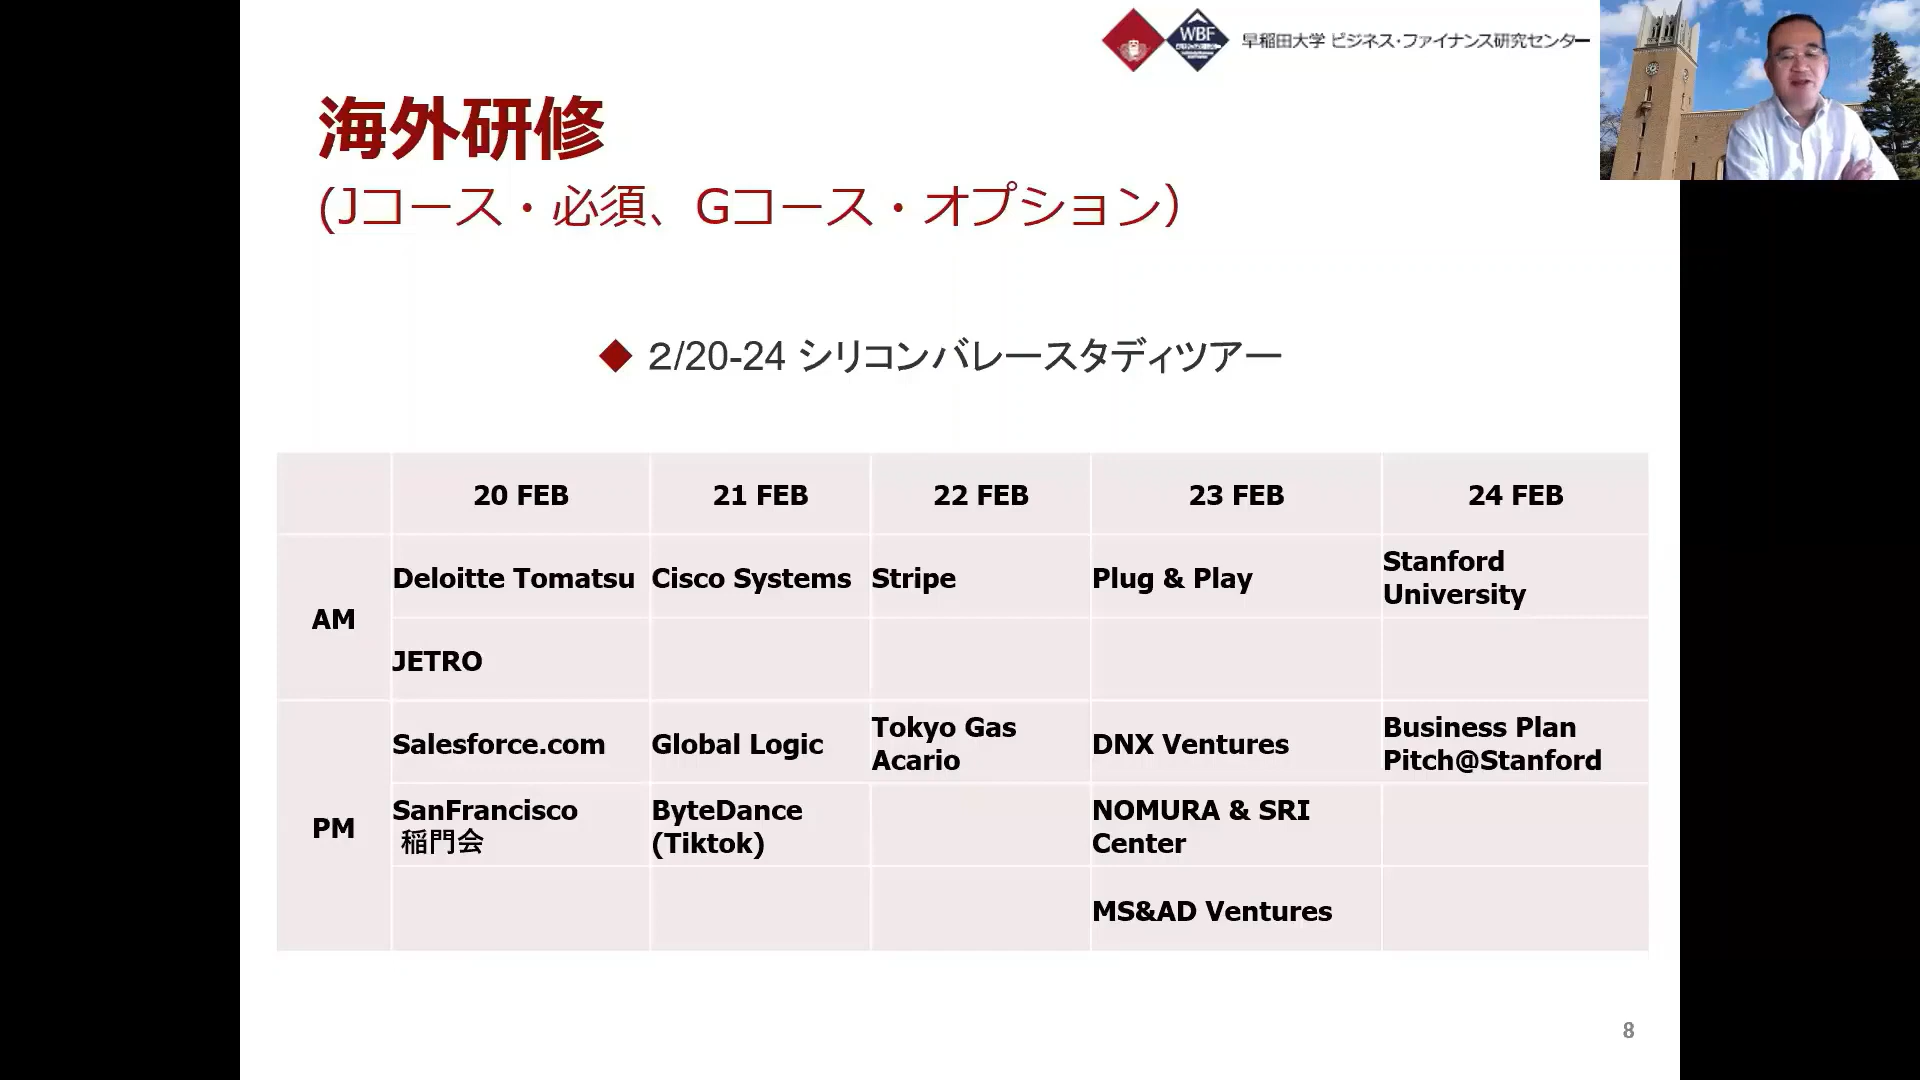 WBF
早稲田大学 ビジネス・ファイナンス研究センター
海外研修
(Jコース・必須、Gコース・オプション）
２/20-24 シリコンバレースタディツアー
20 FEB 21 FEB 22 FEB 23 FEB 24 FEB
AM
Deloitte Tomatsu
Cisco Systems
Stripe
Plug & Play
Stanford
University
JETRO
PM
Salesforce.com
Global Logic
Tokyo Gas
Acario
DNX Ventures
Business Plan
Pitch@Stanford
SanFrancisco
稲門会
ByteDance
(Tiktok)
NOMURA & SRI
Center
MS&AD Ventures
8